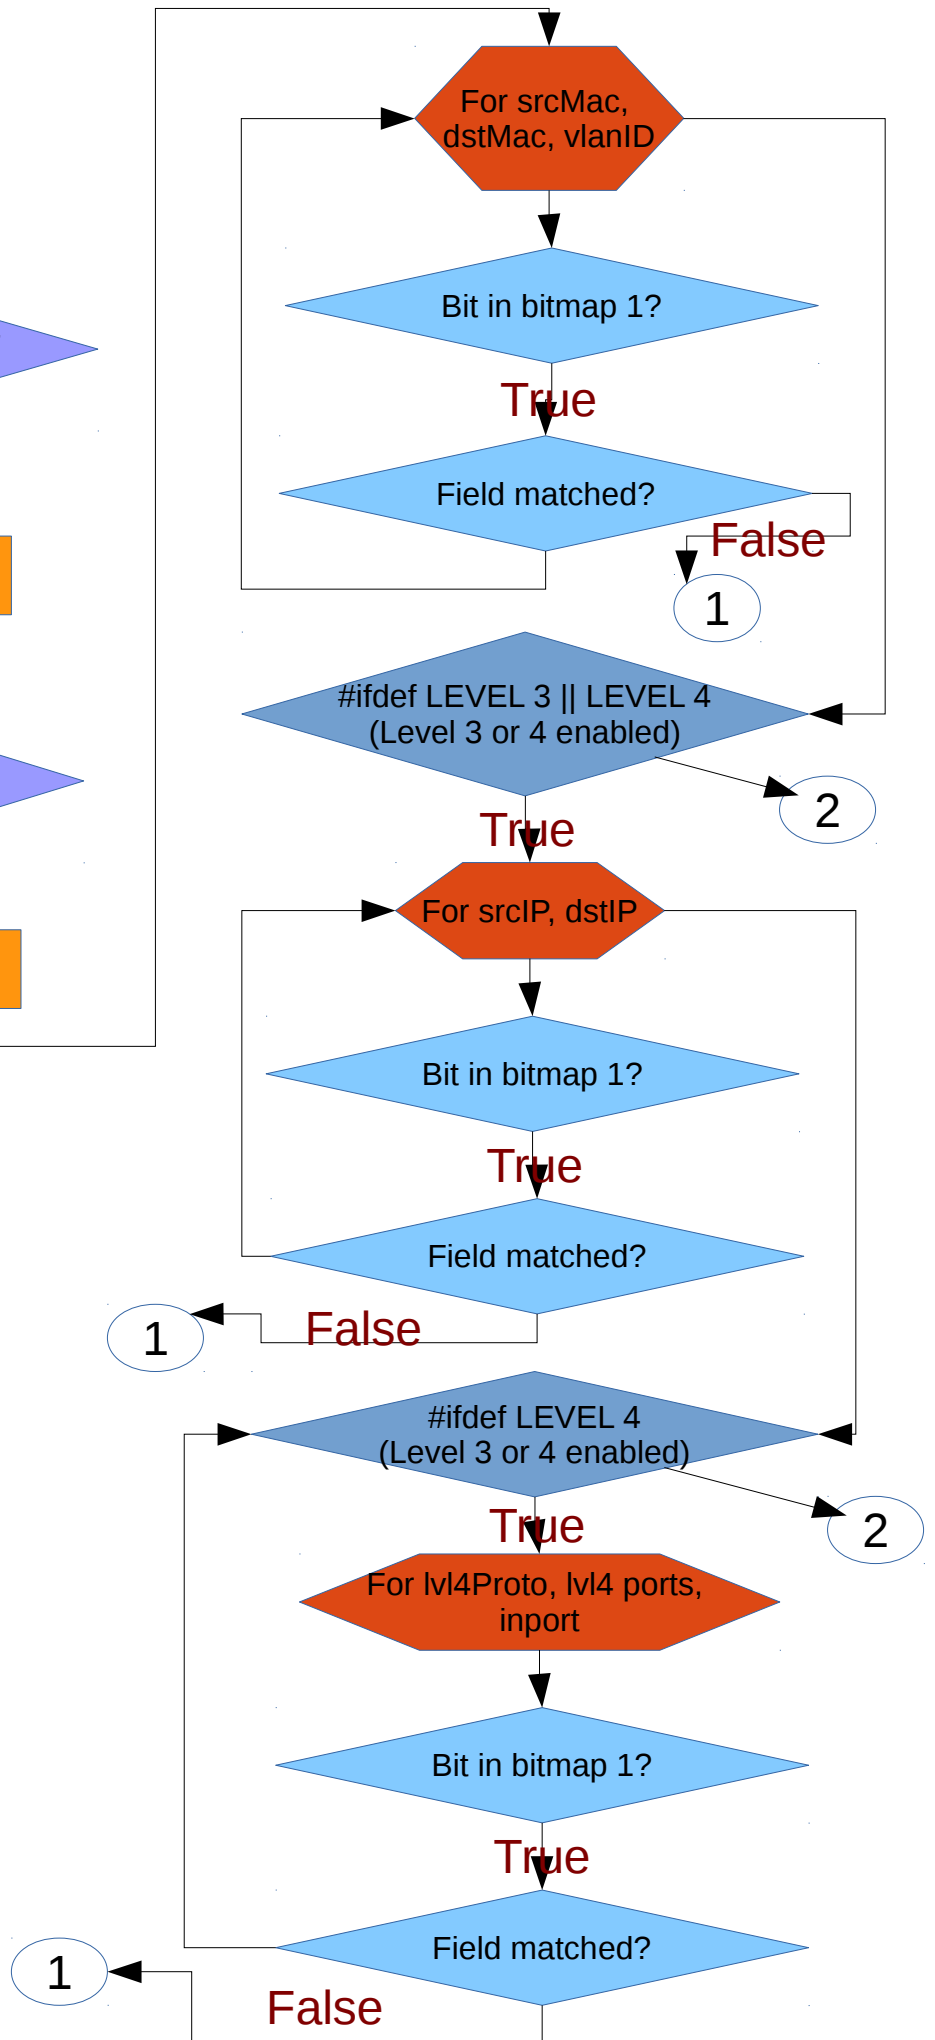 For srcMac,
dstMac, vlanID
Bit in bitmap 1?
True
Field matched?
False
1
#ifdef LEVEL 3 || LEVEL 4
(Level 3 or 4 enabled)
2
True
For srcIP, dstIP
Bit in bitmap 1?
True
Field matched?
False
1
#ifdef LEVEL 4
(Level 3 or 4 enabled)
2
True
For lvl4Proto, lvl4 ports,
inport
Bit in bitmap 1?
True
Field matched?
1
False